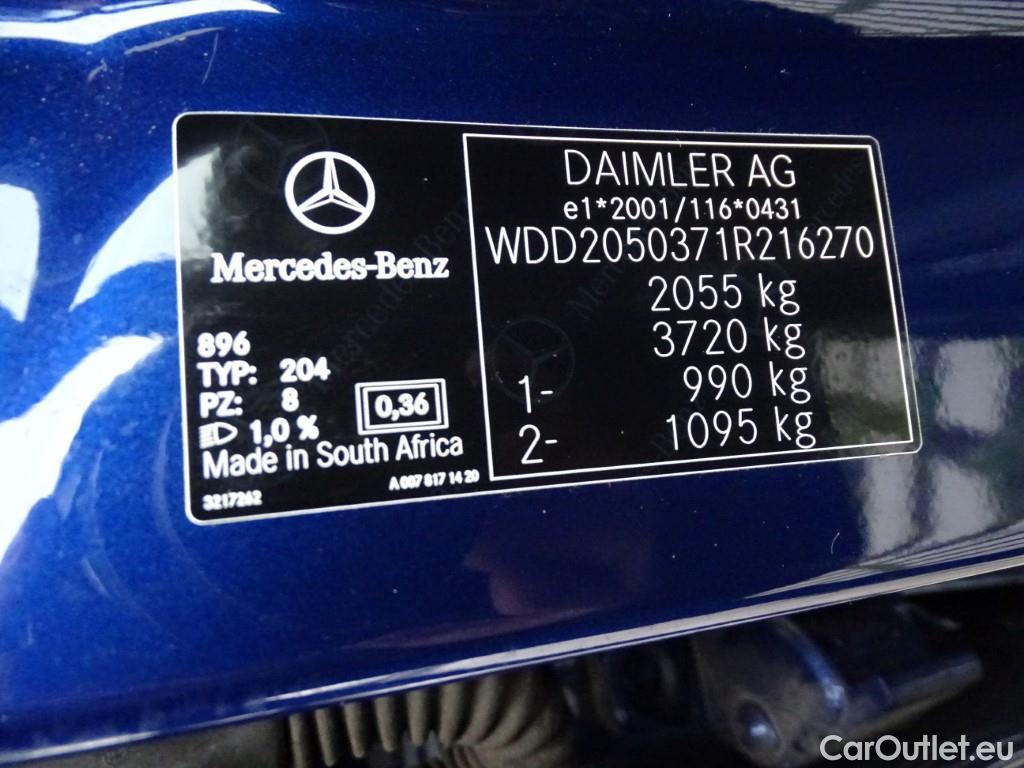 Mercedes-Benz
896
TYP: 204
PZ: 8
1,0 %
0,36
Made in South Africa
3217262
A 007 817 14 20
DAIMLER AG
e1*2001/116*0431
WDD2050371R216270
2055 kg
3720 kg
1- 990 kg
2- 1095 kg
CarOutlet.eu